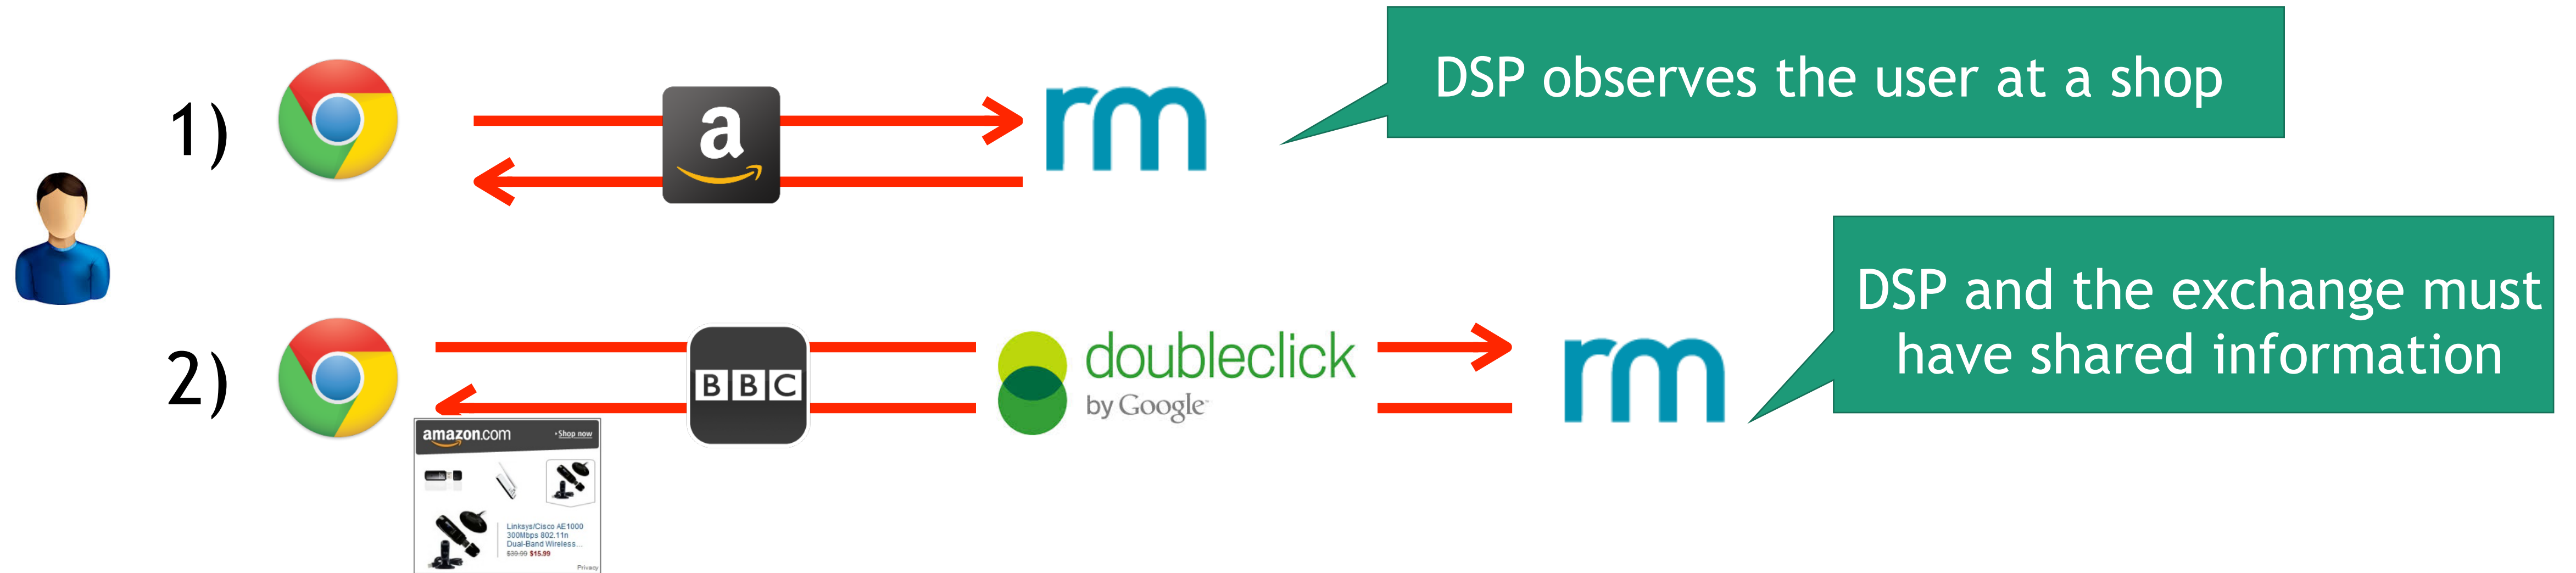 1)
a
rm
DSP observes the user at a shop
2)
BBC
doubleclick
by Google
rm
DSP and the exchange must
have shared information
amazon.com
Shop now
Linksys/Cisco AE1000
300Mbps 802.11n
Dual-Band Wireless...
$39.99 $15.99
Privacy